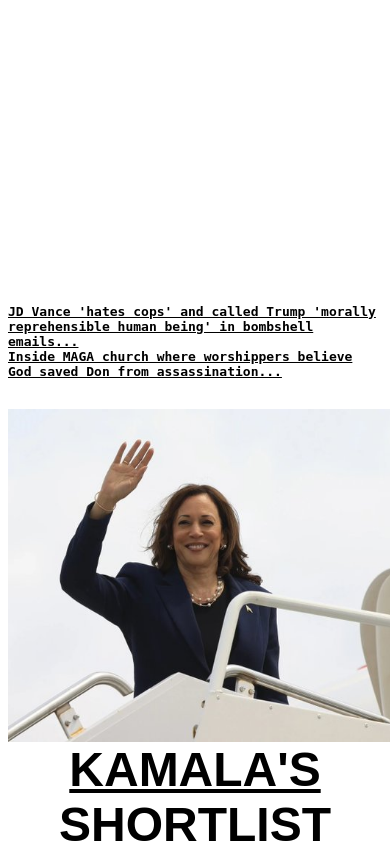 JD Vance 'hates cops' and called Trump 'morally
reprehensible human being' in bombshell
emails...
Inside MAGA church where worshippers believe
God saved Don from assassination...
KAMALA'S
SHORTLIST